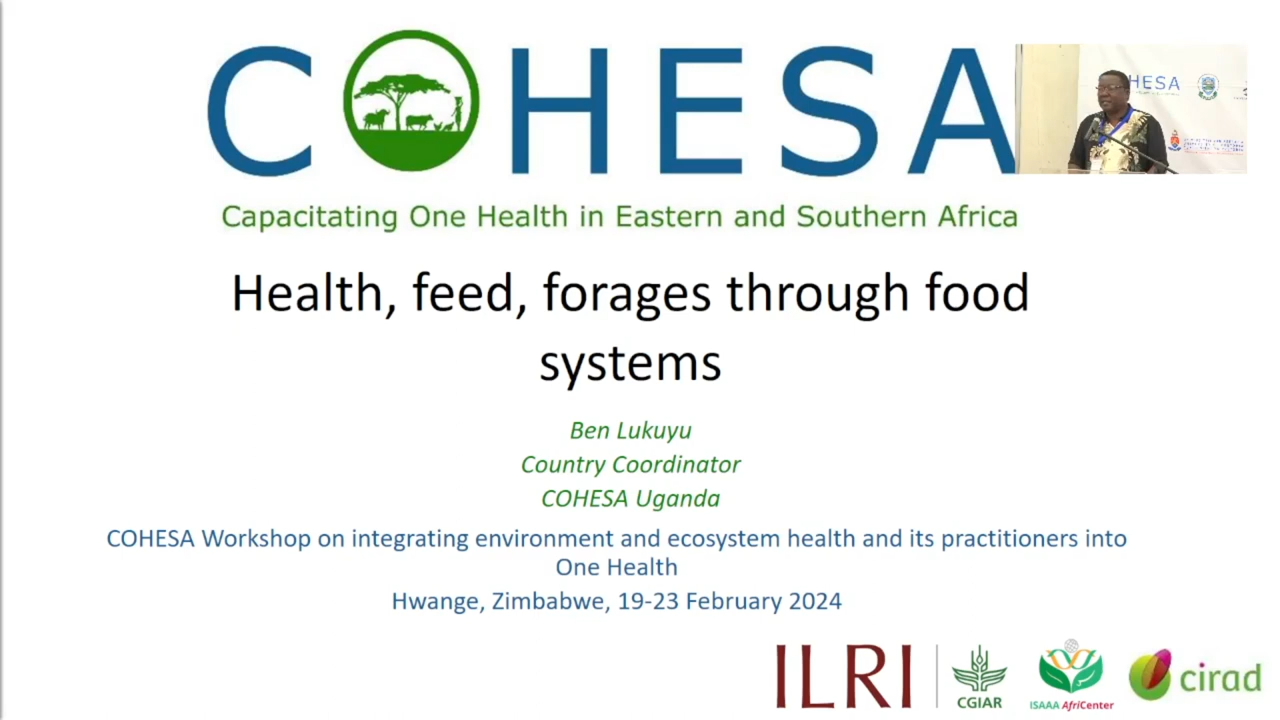 COHESA
Capacitating One Health in Eastern and Southern Africa
Health, feed, forages through food
systems
Ben Lukuyu
Country Coordinator
COHESA Uganda
COHESA Workshop on integrating environment and ecosystem health and its practitioners into
One Health
Hwange, Zimbabwe, 19-23 February 2024
ILRI
CGIAR
ISAAA AfriCenter
cirad
HESA